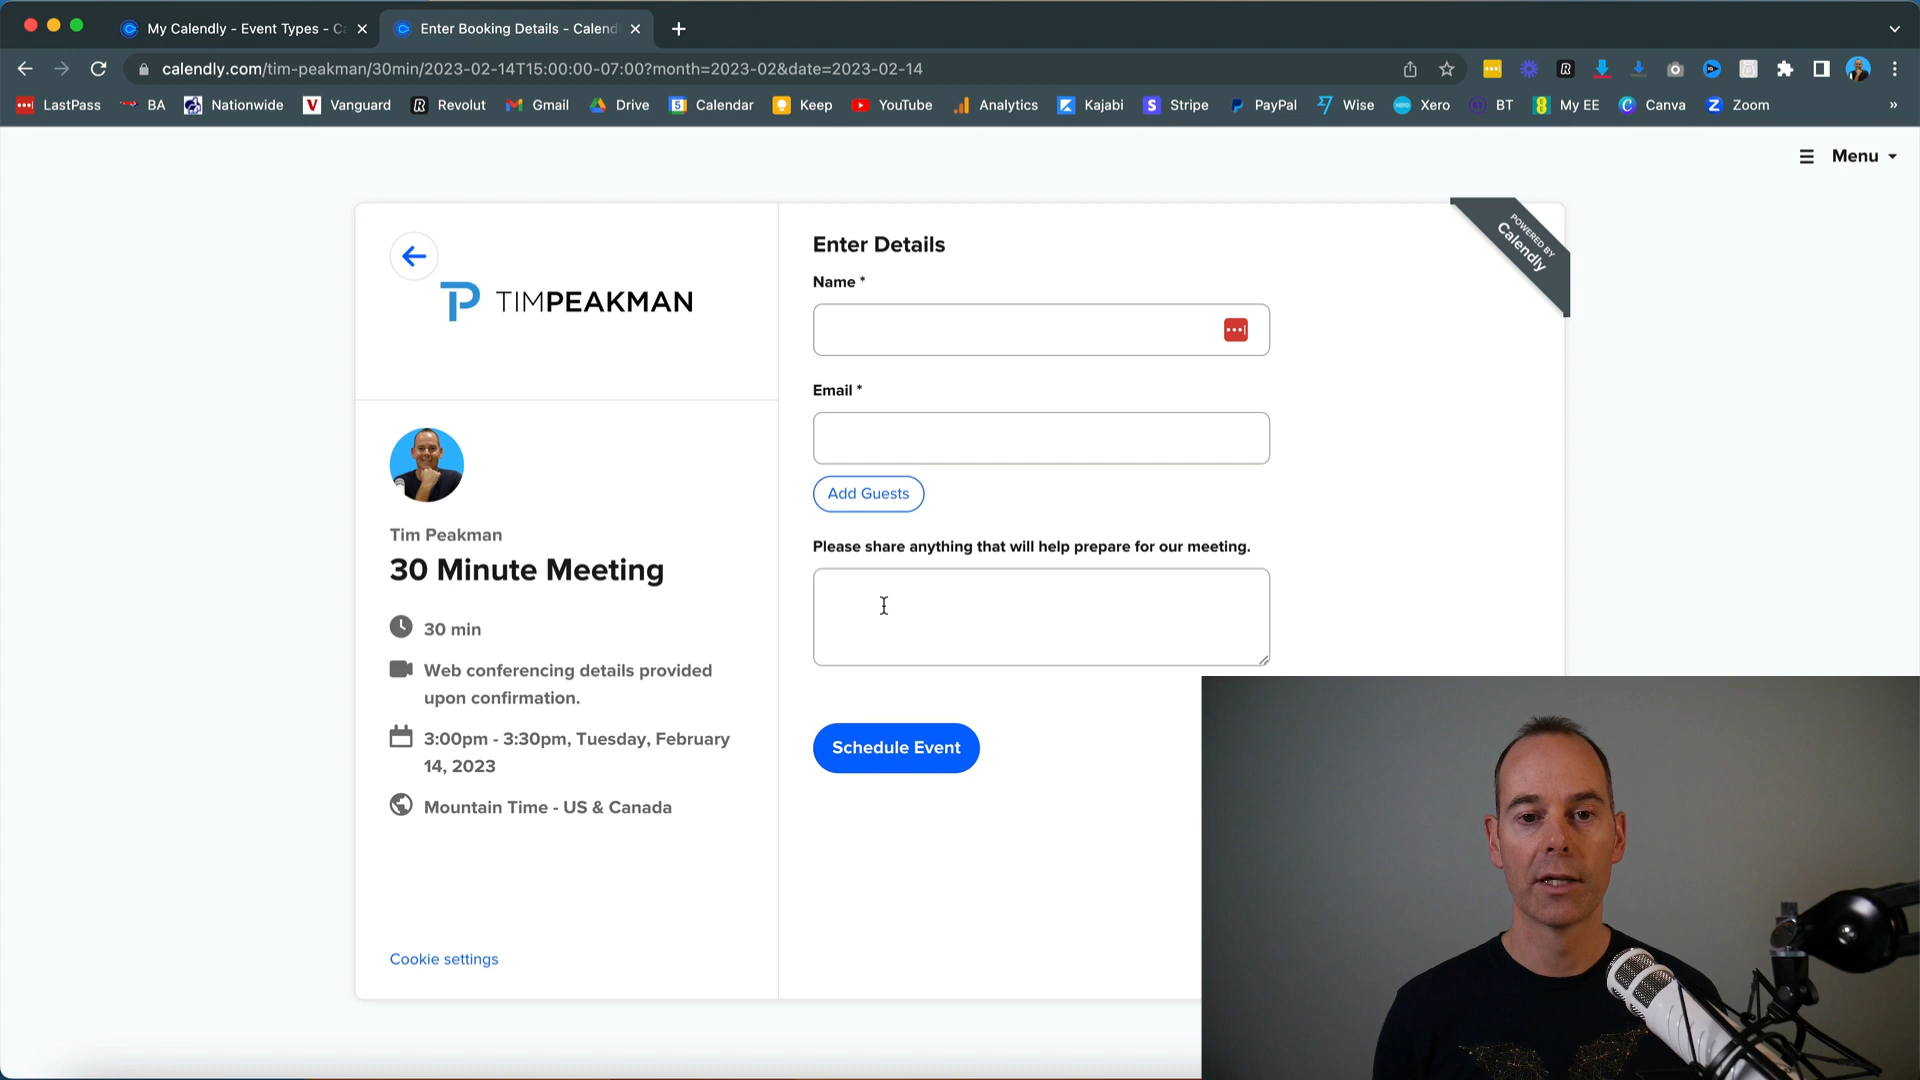 My Calendly - Event Types - Ca
Enter Booking Details - Calend
calendly.com/tim-peakman/30min/2023-02-14T15:00:00-07:00?month=2023-02&date=2023-02-14
LastPass
BA
Nationwide
V Vanguard
Revolut
Gmail
Drive
5 Calendar
Keep
YouTube
Analytics
Kajabi
S Stripe
PayPal
Wise
Xero
BT
My EE
Canva
Z Zoom
»
Menu
TIMPEAKMAN
Tim Peakman
30 Minute Meeting
30 min
Web conferencing details provided
upon confirmation.
3:00pm - 3:30pm, Tuesday, February
14, 2023
Mountain Time - US & Canada
Cookie settings
Enter Details
Name *
Email *
Add Guests
Please share anything that will help prepare for our meeting.
Schedule Event
POWERED BY
Calendly